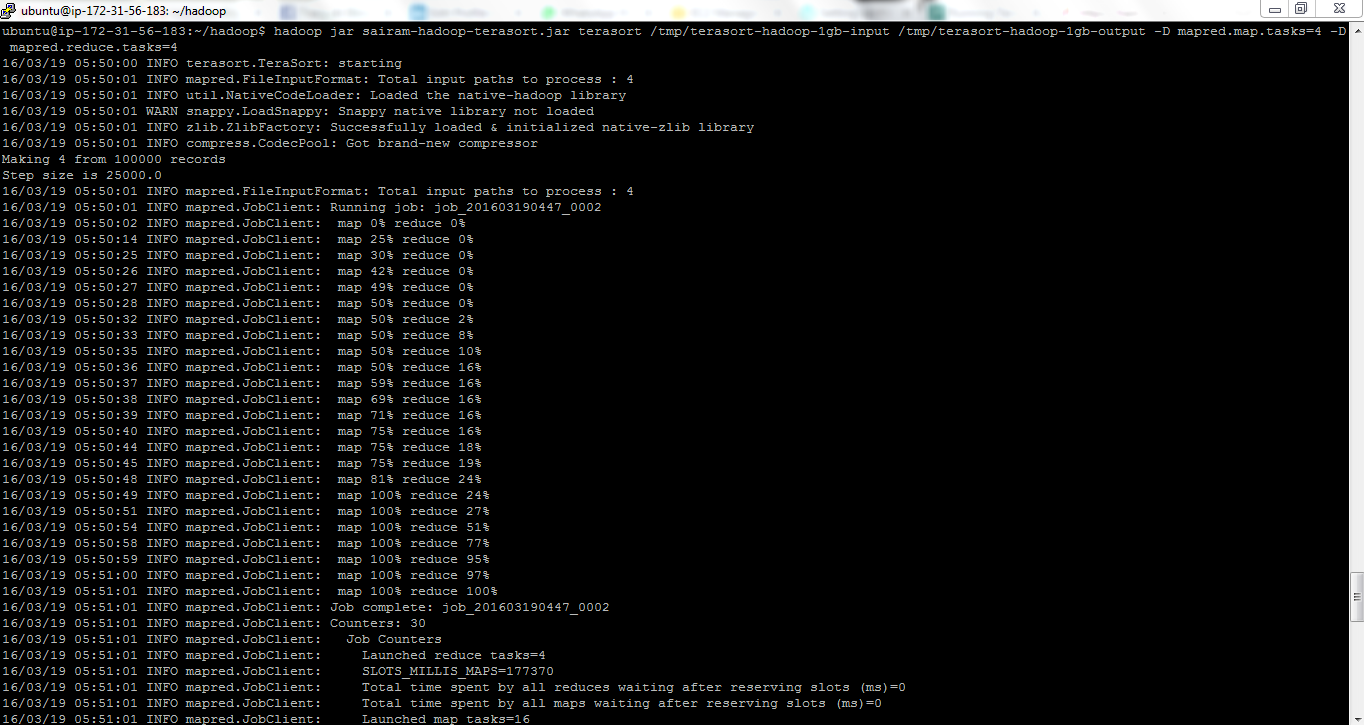 ubuntu@ip-172-31-56-183: ~/hadoop
ubuntu@ip-172-31-56-183:~/hadoop$ hadoop jar sairam-hadoop-terasort.jar terasort /tmp/terasort-hadoop-1gb-input /tmp/terasort-hadoop-1gb-output -D mapred.map.tasks=4 -D
 mapred.reduce.tasks=4
16/03/19 05:50:00 INFO terasort.TeraSort: starting
16/03/19 05:50:01 INFO mapred.FileInputFormat: Total input paths to process : 4
16/03/19 05:50:01 INFO util.NativeCodeLoader: Loaded the native-hadoop library
16/03/19 05:50:01 WARN snappy.LoadSnappy: Snappy native library not loaded
16/03/19 05:50:01 INFO zlib.ZlibFactory: Successfully loaded & initialized native-zlib library
16/03/19 05:50:01 INFO compress.CodecPool: Got brand-new compressor
Making 4 from 100000 records
Step size is 25000.0
16/03/19 05:50:01 INFO mapred.FileInputFormat: Total input paths to process : 4
16/03/19 05:50:01 INFO mapred.JobClient: Running job: job_201603190447_0002
16/03/19 05:50:02 INFO mapred.JobClient:  map 0% reduce 0%
16/03/19 05:50:14 INFO mapred.JobClient:  map 25% reduce 0%
16/03/19 05:50:25 INFO mapred.JobClient:  map 30% reduce 0%
16/03/19 05:50:26 INFO mapred.JobClient:  map 42% reduce 0%
16/03/19 05:50:27 INFO mapred.JobClient:  map 49% reduce 0%
16/03/19 05:50:28 INFO mapred.JobClient:  map 50% reduce 0%
16/03/19 05:50:32 INFO mapred.JobClient:  map 50% reduce 2%
16/03/19 05:50:33 INFO mapred.JobClient:  map 50% reduce 8%
16/03/19 05:50:35 INFO mapred.JobClient:  map 50% reduce 10%
16/03/19 05:50:36 INFO mapred.JobClient:  map 50% reduce 16%
16/03/19 05:50:37 INFO mapred.JobClient:  map 59% reduce 16%
16/03/19 05:50:38 INFO mapred.JobClient:  map 69% reduce 16%
16/03/19 05:50:39 INFO mapred.JobClient:  map 71% reduce 16%
16/03/19 05:50:40 INFO mapred.JobClient:  map 75% reduce 16%
16/03/19 05:50:44 INFO mapred.JobClient:  map 75% reduce 18%
16/03/19 05:50:45 INFO mapred.JobClient:  map 75% reduce 19%
16/03/19 05:50:48 INFO mapred.JobClient:  map 81% reduce 24%
16/03/19 05:50:49 INFO mapred.JobClient:  map 100% reduce 24%
16/03/19 05:50:51 INFO mapred.JobClient:  map 100% reduce 27%
16/03/19 05:50:54 INFO mapred.JobClient:  map 100% reduce 51%
16/03/19 05:50:58 INFO mapred.JobClient:  map 100% reduce 77%
16/03/19 05:50:59 INFO mapred.JobClient:  map 100% reduce 95%
16/03/19 05:51:00 INFO mapred.JobClient:  map 100% reduce 97%
16/03/19 05:51:01 INFO mapred.JobClient:  map 100% reduce 100%
16/03/19 05:51:01 INFO mapred.JobClient: Job complete: job_201603190447_0002
16/03/19 05:51:01 INFO mapred.JobClient: Counters: 30
16/03/19 05:51:01 INFO mapred.JobClient:   Job Counters
16/03/19 05:51:01 INFO mapred.JobClient:     Launched reduce tasks=4
16/03/19 05:51:01 INFO mapred.JobClient:     SLOTS_MILLIS_MAPS=177370
16/03/19 05:51:01 INFO mapred.JobClient:     Total time spent by all reduces waiting after reserving slots (ms)=0
16/03/19 05:51:01 INFO mapred.JobClient:     Total time spent by all maps waiting after reserving slots (ms)=0
16/03/19 05:51:01 INFO mapred.JobClient:     Launched map tasks=16